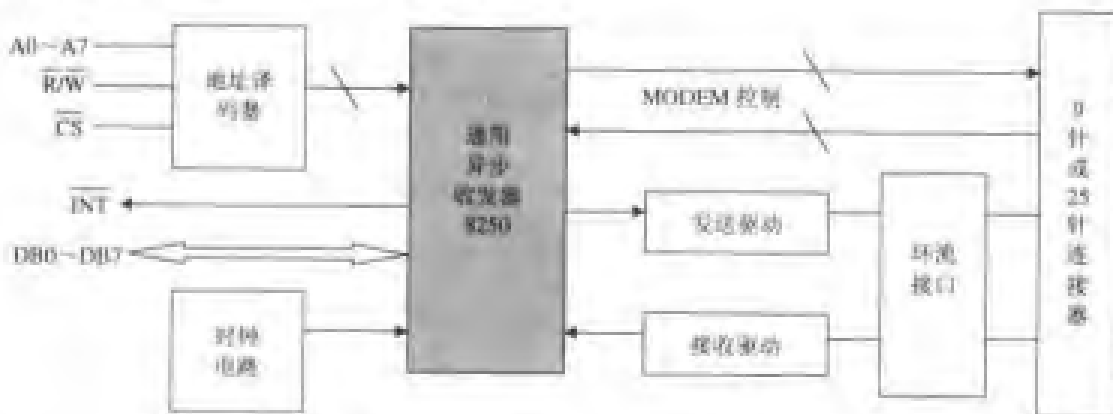 A0～A7
R/W
CS
地址译
码器
INT
DB0～DB7
时钟
电路
通用
异步
收发器
8250
MODEM 控制
发送驱动
接收驱动
环流
接口
9
针
或
25
针
连
接
器